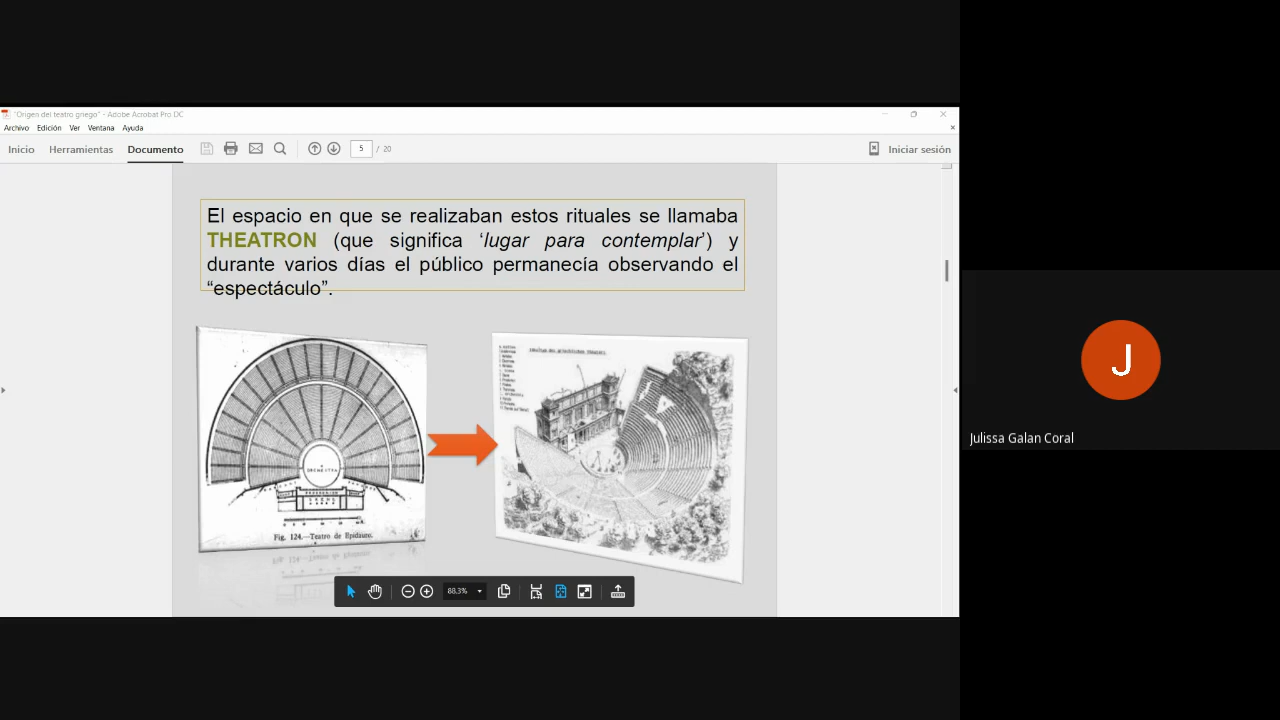 "Origen del teatro griego" - Adobe Acrobat Pro DC
Archivo Edición Ver Ventana Ayuda
Inicio Herramientas Documento 5 / 20 Iniciar sesión
El espacio en que se realizaban estos rituales se llamaba
THEATRON (que significa ‘lugar para contemplar’) y
durante varios días el público permanecía observando el
“espectáculo”.
ORCHESTRA
Fig. 124.—Teatro de Epidauro.
88,3%
J
Julissa Galan Coral